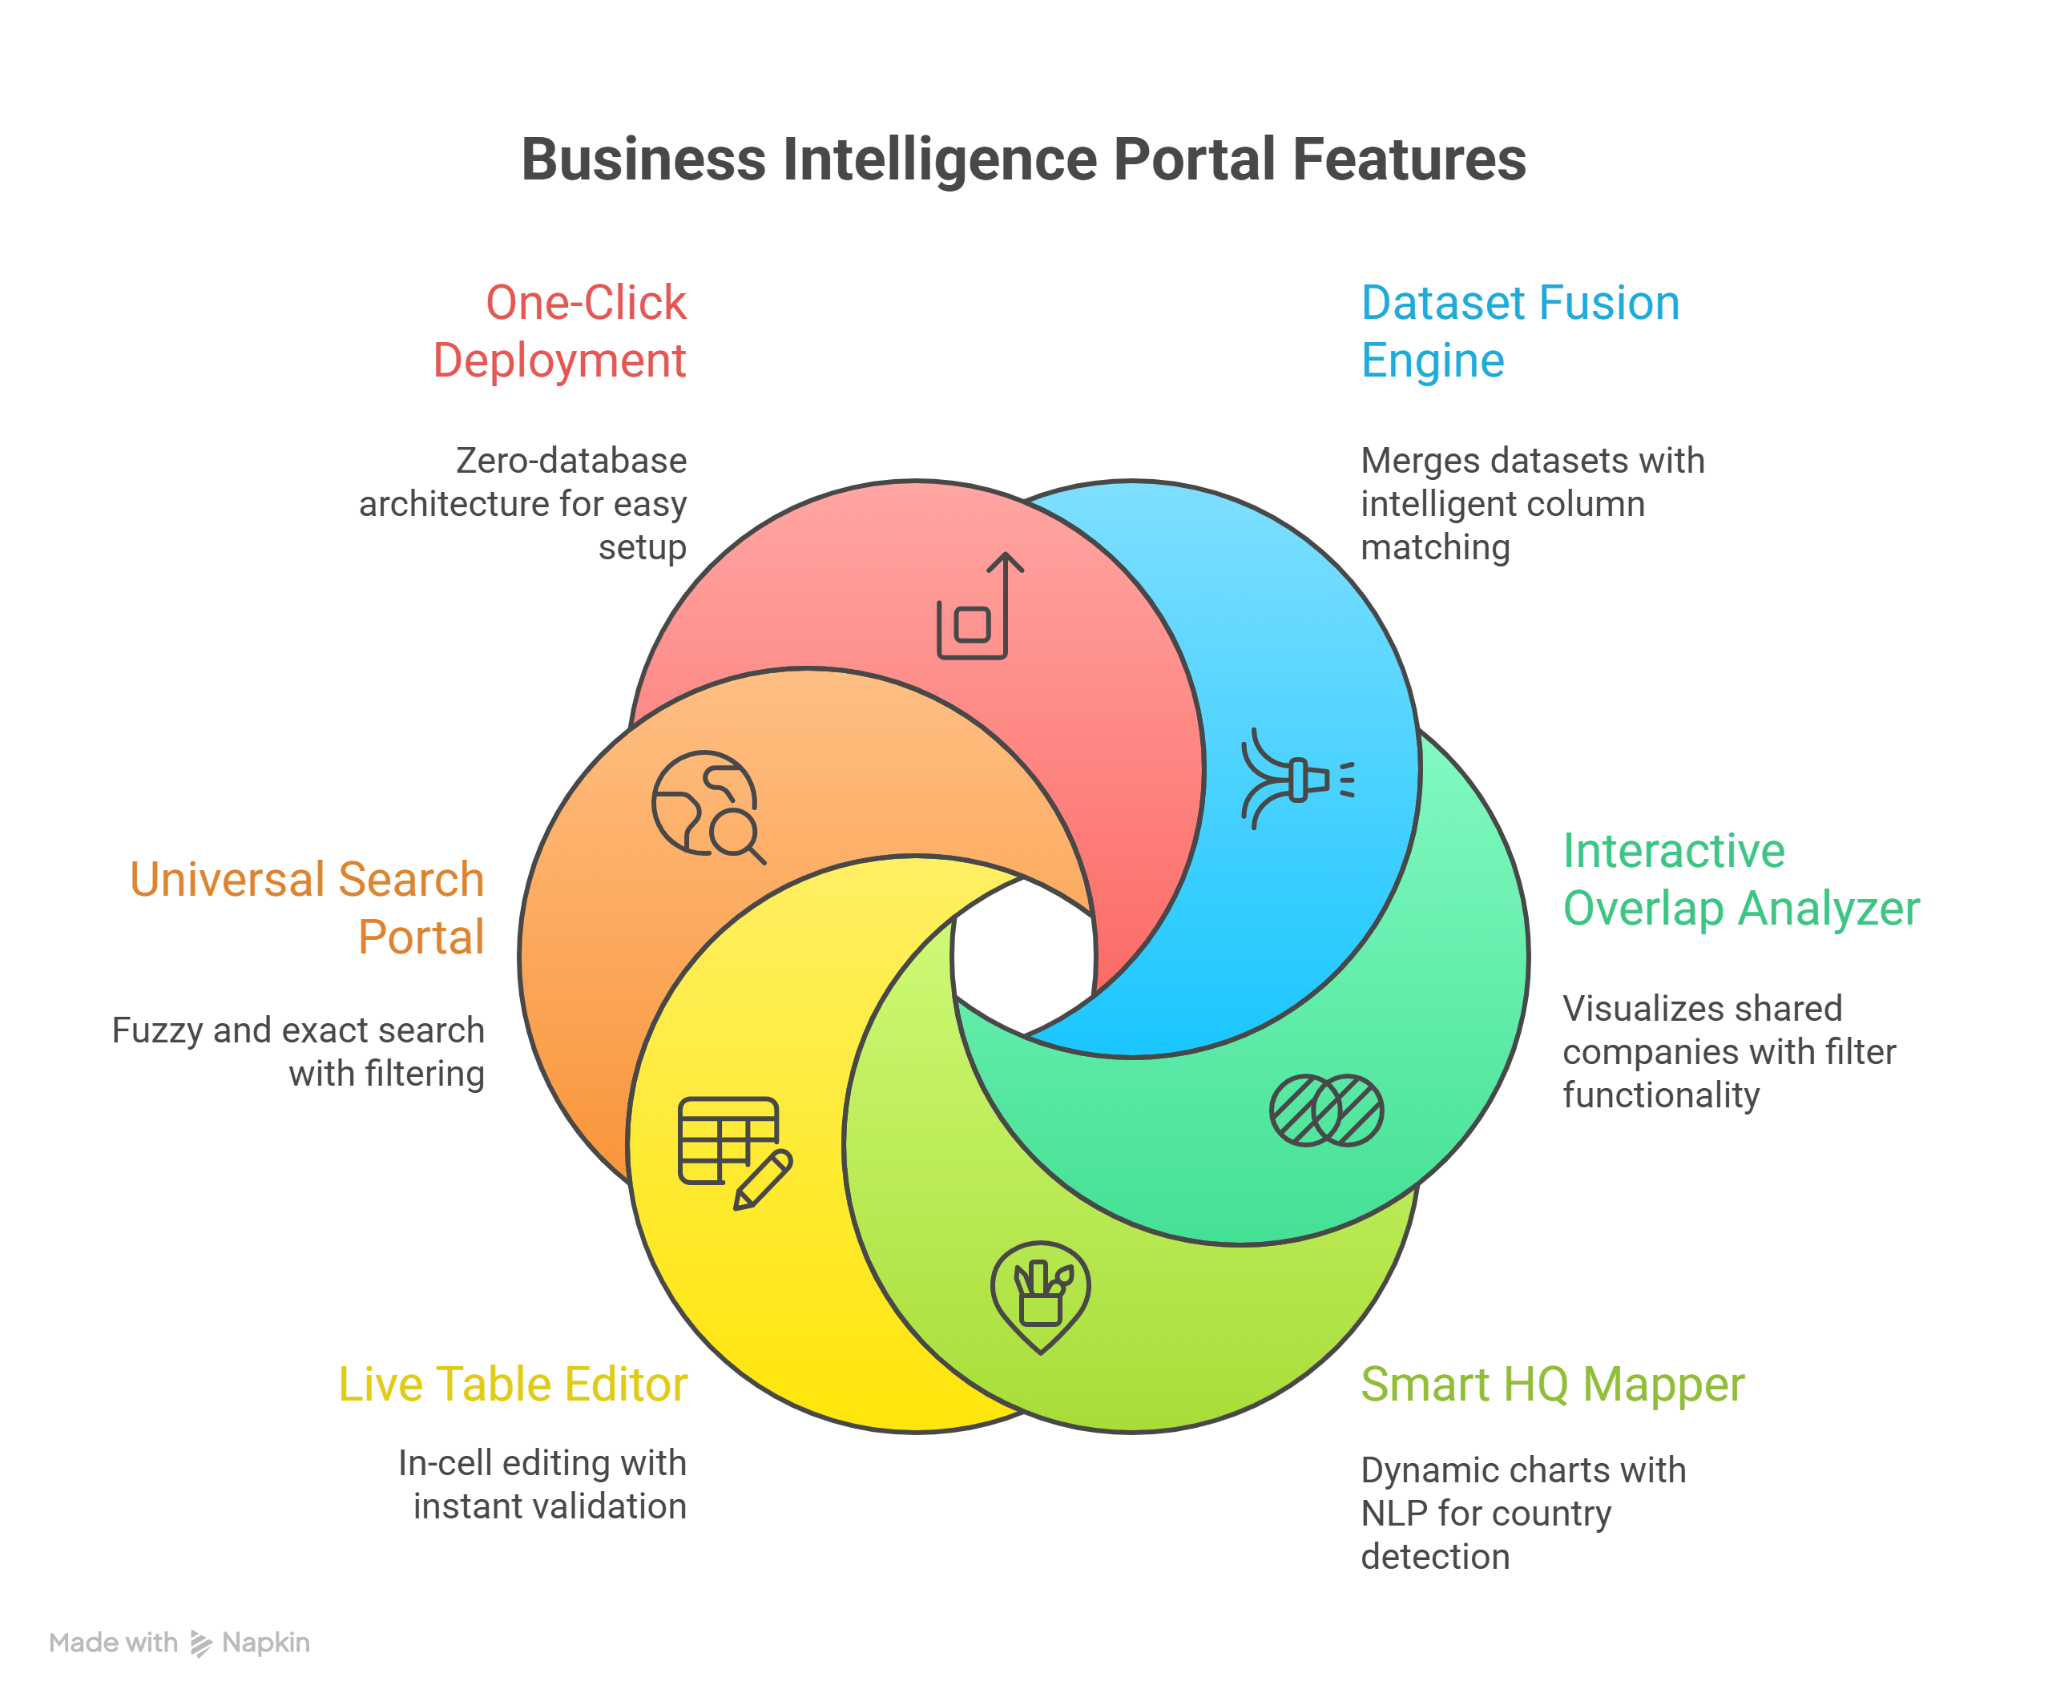 Business Intelligence Portal Features
One-Click
Deployment
Zero-database
architecture for easy
setup
Dataset Fusion
Engine
Merges datasets with
intelligent column
matching
Universal Search
Portal
Fuzzy and exact search
with filtering
Interactive
Overlap Analyzer
Visualizes shared
companies with filter
functionality
Live Table Editor
In-cell editing with
instant validation
Smart HQ Mapper
Dynamic charts with
NLP for country
detection
Made with Napkin